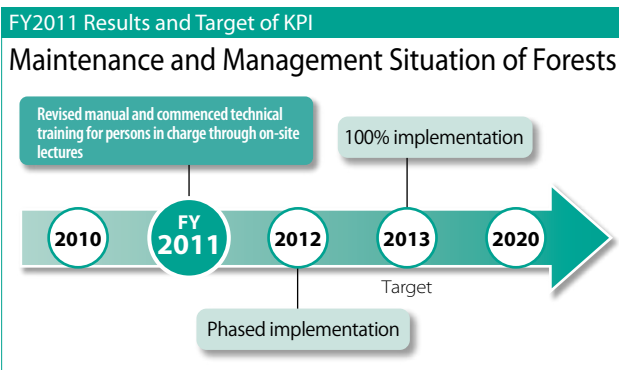 FY2011 Results and Target of KPI
Maintenance and Management Situation of Forests
Revised manual and commenced technical
training for persons in charge through on-site
lectures
100% implementation
2010
FY
2011
2012
2013
2020
Target
Phased implementation